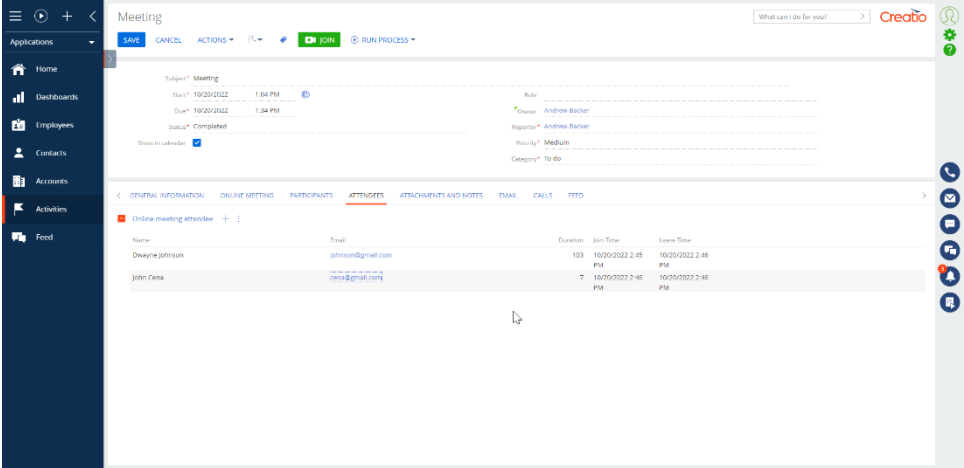 Meeting
What can I do for you?
Creatio
SAVE CANCEL ACTIONS JOIN RUN PROCESS
Applications
Home
Dashboards
Employees
Contacts
Accounts
Activities
Feed
Subject* Meeting
Start* 10/20/2022 1:04 PM
Due* 10/20/2022 1:34 PM
Status* Completed
Show in calendar
Role
Owner Andrew Backer
Reporter* Andrew Backer
Priority* Medium
Category* To do
GENERAL INFORMATION ONLINE MEETING PARTICIPANTS ATTENDEES ATTACHMENTS AND NOTES EMAIL CALLS FEED
Online meeting attendee
Name Email Duration Join Time Leave Time
Dwayne Johnson johnson@gmail.com 103 10/20/2022 2:45 10/20/2022 2:46
PM PM
John Cena cena@gmail.com 7 10/20/2022 2:46 10/20/2022 2:46
PM PM
3